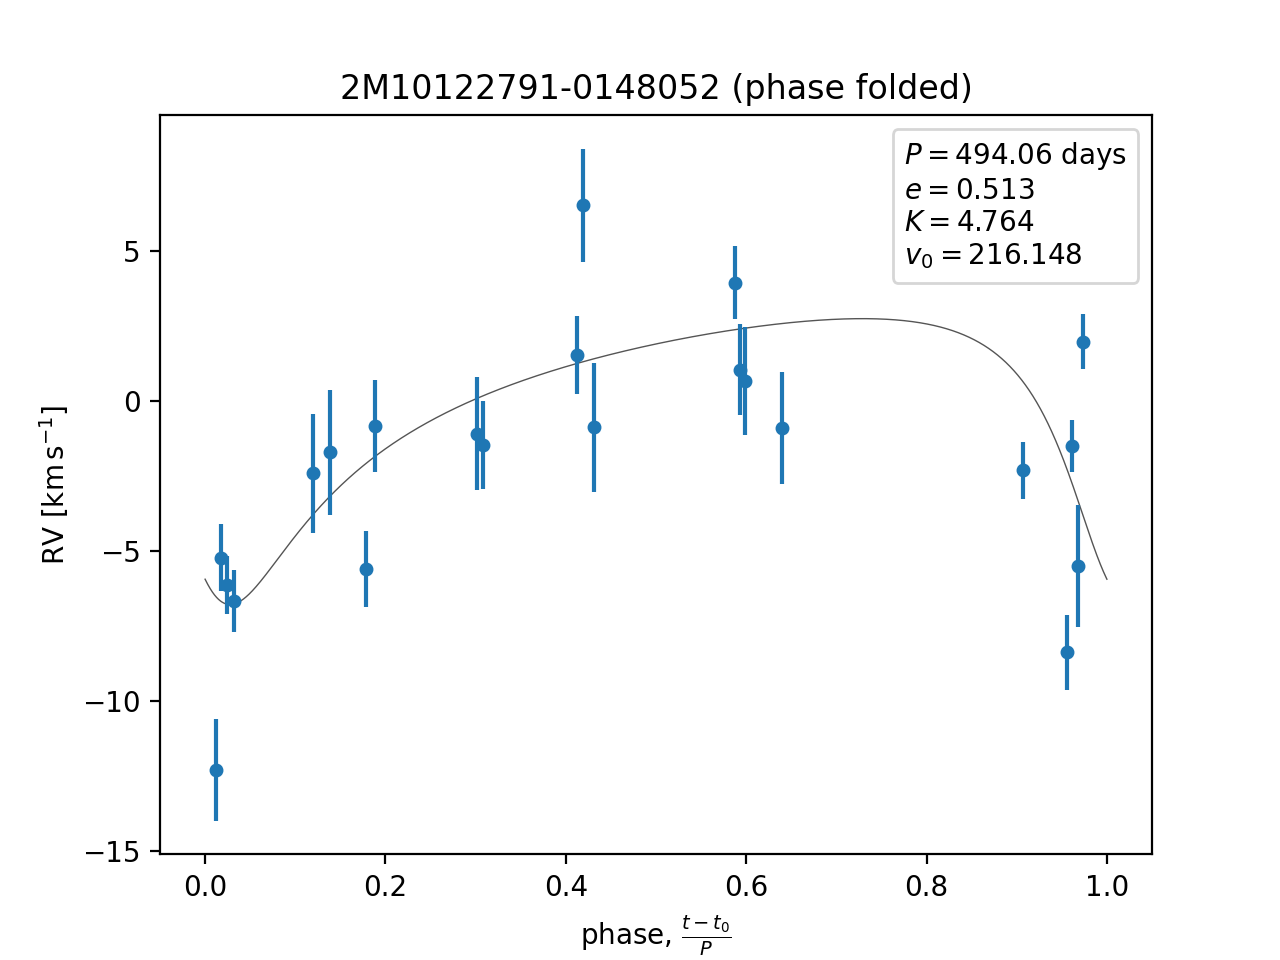 2M10122791-0148052 (phase folded)
P = 494.06 days
e = 0.513
K = 4.764
v₀ = 216.148
RV [km s⁻¹]
5
0
−5
−10
−15
0.0 0.2 0.4 0.6 0.8 1.0
phase, (t − t₀)/P